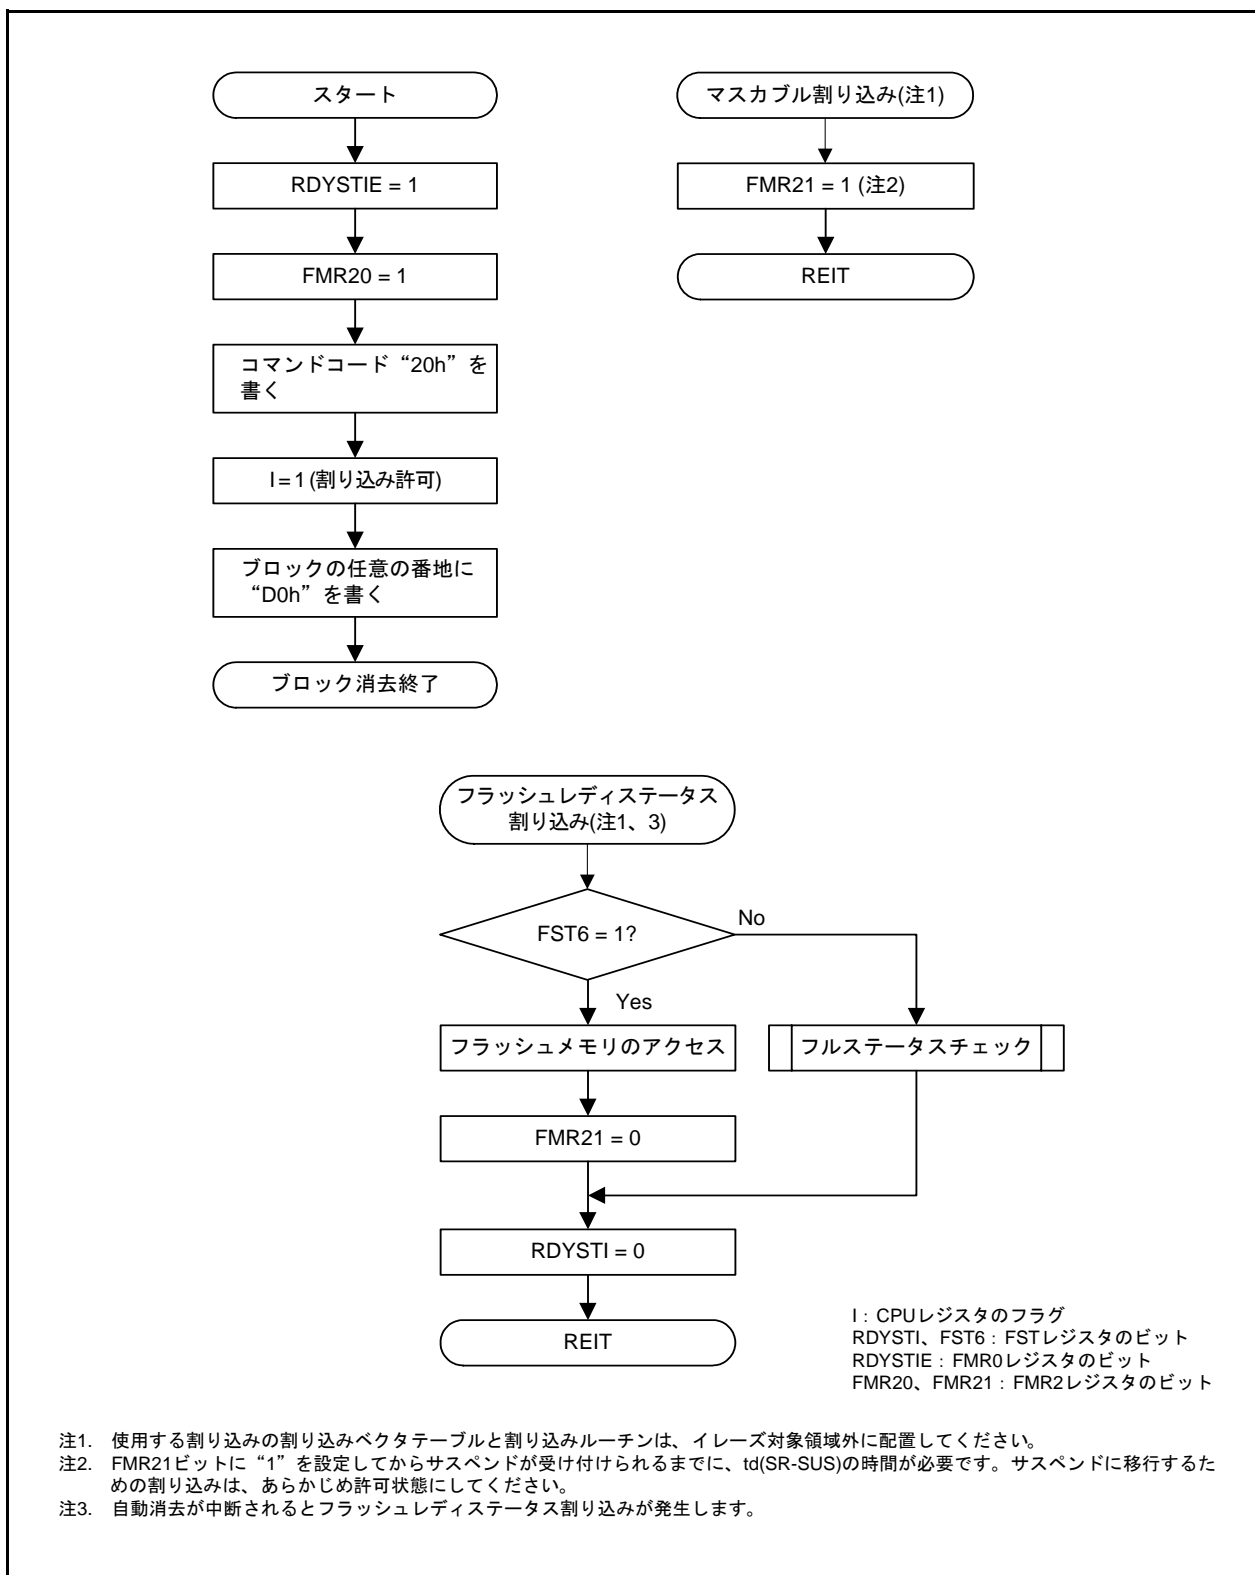 スタート
RDYSTIE = 1
FMR20 = 1
コマンドコード“20h”を
書く
I=1 (割り込み許可)
ブロックの任意の番地に
“D0h”を書く
ブロック消去終了
マスカブル割り込み(注1)
FMR21 = 1 (注2)
REIT
フラッシュレディステータス
割り込み(注1、3)
FST6 = 1?
No
Yes
フラッシュメモリのアクセス
フルステータスチェック
FMR21 = 0
RDYSTI = 0
REIT
I : CPUレジスタのフラグ
RDYSTI、FST6 : FSTレジスタのビット
RDYSTIE : FMR0レジスタのビット
FMR20、FMR21 : FMR2レジスタのビット
注1. 使用する割り込みの割り込みベクタテーブルと割り込みルーチンは、イレーズ対象領域外に配置してください。
注2. FMR21ビットに“1”を設定してからサスペンドが受け付けられるまでに、td(SR-SUS)の時間が必要です。サスペンドに移行するた
めの割り込みは、あらかじめ許可状態にしてください。
注3. 自動消去が中断されるとフラッシュレディステータス割り込みが発生します。